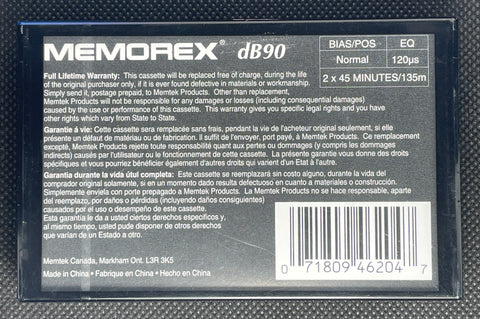 MEMOREX® dB90
BIAS/POS EQ
Normal 120µs
2 x 45 MINUTES/135m
Full Lifetime Warranty: This cassette will be replaced free of charge, during the life
of the original purchaser only, if it is ever found defective in materials or workmanship.
Simply send it, postage prepaid, to Memtek Products. Other than replacement,
Memtek Products will not be responsible for any damages or losses (including consequential damages)
caused by the use or performance of this cassette. This warranty gives you specific legal rights and you may have
others which vary from State to State.
Garantie à vie: Cette cassette sera remplacée sans frais, pendant la vie de l'acheteur original seulement, si elle
présente un défaut de matériau ou de fabrication. Il suffit de l'envoyer, port payé, à Memtek Products. Ce remplacement
excepté, Memtek Products rejette toute responsabilité quant aux pertes ou dommages (y compris les dommages
indirects) causés par l'utilisation ou le fonctionnement de cette cassette. La présente garantie vous donne des droits
spécifiques et vous pourriez bénéficier également d'autres droits qui varient d'un Etat à l'autre.
Garantía durante la vida útul completa: Este cassette se reemplazará sin costo alguno, durante la vida del
comprador original solamente, si en un momento dado resulta defectuoso en cuanto a materiales o construcción.
Simplemente envíela con porte prepagado a Memtek Products. La Memtek Products no se hará responsable, aparte
del reemplazo, por daños o pérdidas (incluyendo daños consiguientes)
causados por el uso o desempeño de este cassette.
Esta garantía le da a usted ciertos derechos específicos y,
al mismo tiempo, usted pude disponer de otros derechos
que varían de un Estado a otro.
Memtek Canada, Markham Ont. L3R 3K5
Made in China • Fabrique en China • Hecho en China
0 71809 46204 7